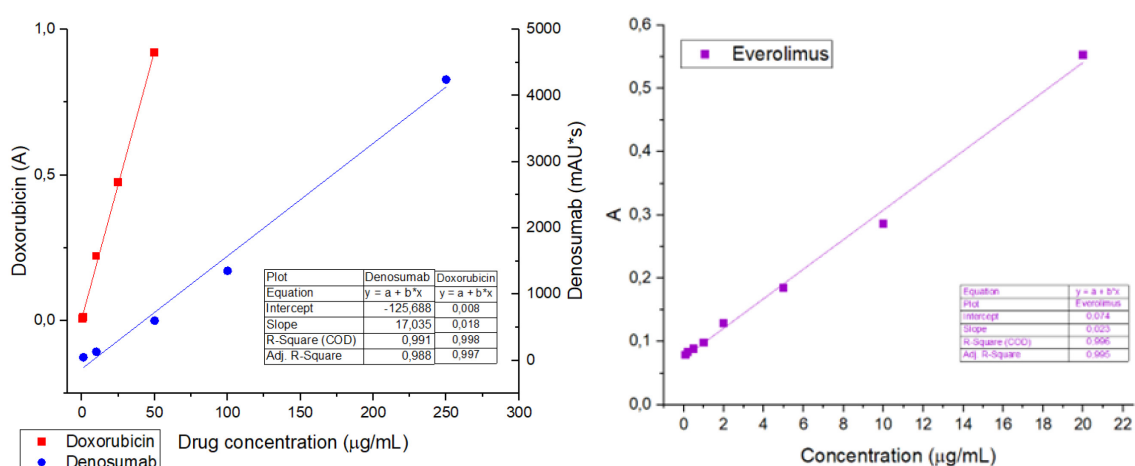 1,0
0,5
0,0
Doxorubicin (A)
5000
4000
3000
2000
1000
0
Denosumab (mAU*s)
Plot Denosumab Doxorubicin
Equation y = a + b*x y = a + b*x
Intercept -125,688 0,008
Slope 17,035 0,018
R-Square (COD) 0,991 0,998
Adj. R-Square 0,988 0,997
0 50 100 150 200 250 300
Drug concentration (μg/mL)
Doxorubicin
Denosumab
Everolimus
0,6
0,5
0,4
0,3
0,2
0,1
0,0
A
Equation y = a + b*x
Plot Everolimus
Intercept 0,074
Slope 0,023
R-Square (COD) 0,996
Adj. R-Square 0,995
0 2 4 6 8 10 12 14 16 18 20 22
Concentration (μg/mL)